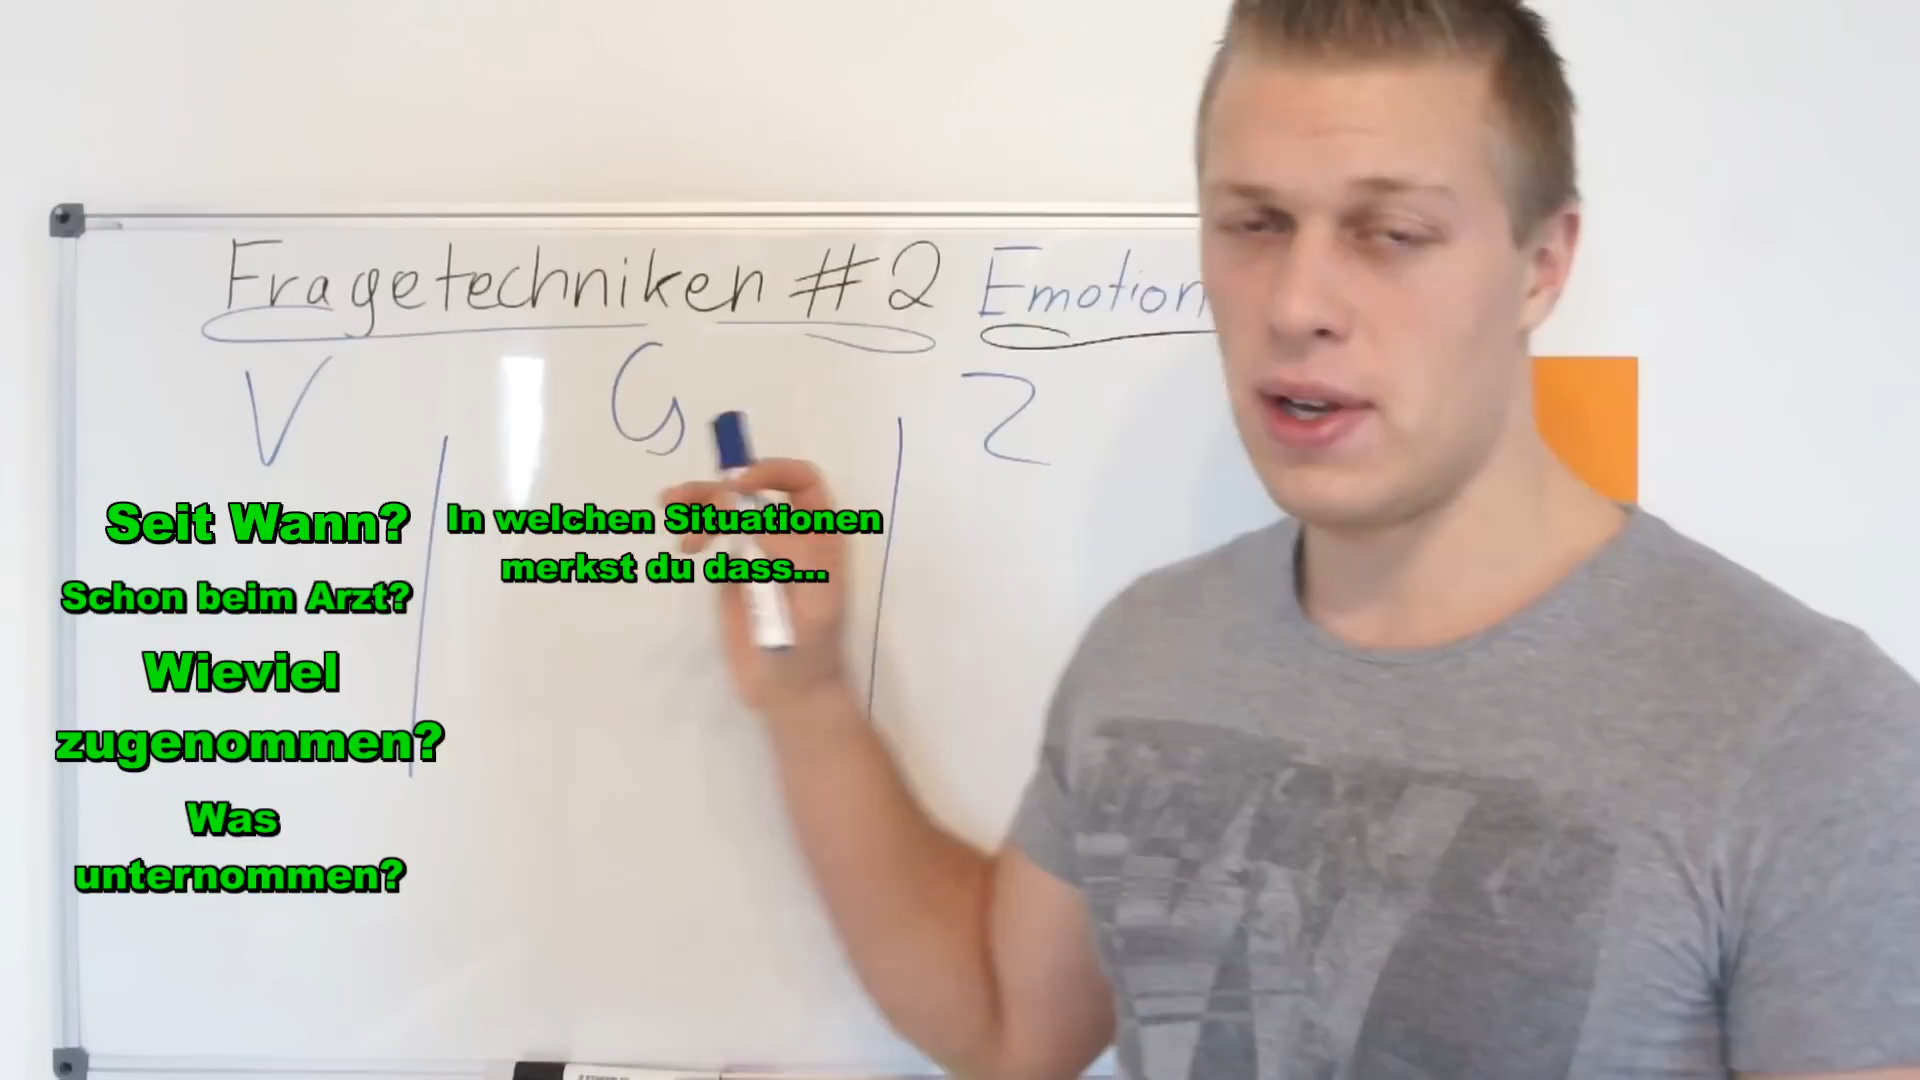 Fragetechniken #2 Emotion
V G Z
Seit Wann?
Schon beim Arzt?
Wieviel
zugenommen?
Was
unternommen?
In welchen Situationen
merkst du dass...